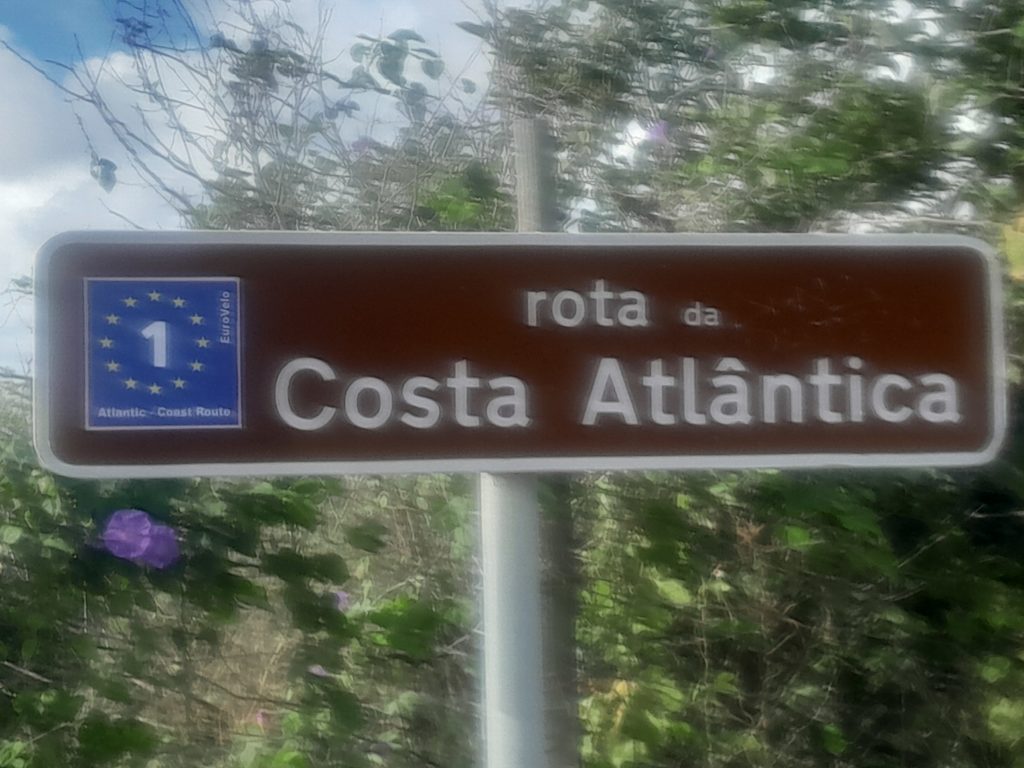 1
EuroVelo
Atlantic - Coast Route
rota da
Costa Atlântica